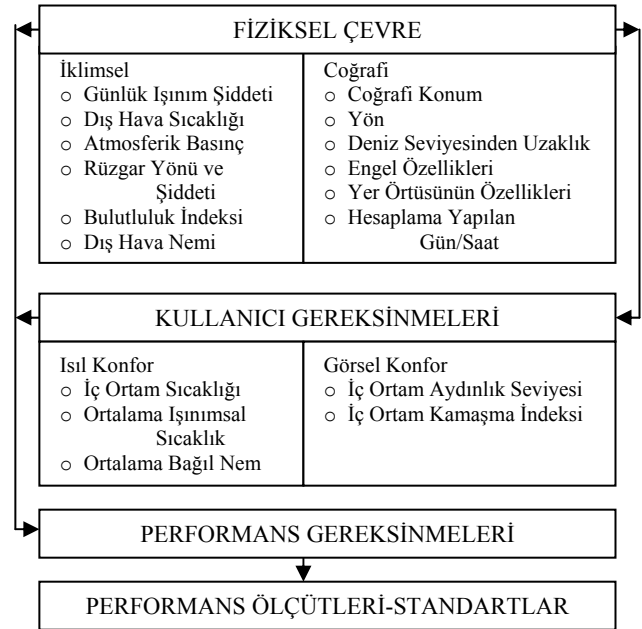 FİZİKSEL ÇEVRE
İklimsel
o Günlük Işınım Şiddeti
o Dış Hava Sıcaklığı
o Atmosferik Basınç
o Rüzgar Yönü ve
Şiddeti
o Bulutluluk İndeksi
o Dış Hava Nemi
Coğrafi
o Coğrafi Konum
o Yön
o Deniz Seviyesinden Uzaklık
o Engel Özellikleri
o Yer Örtüsünün Özellikleri
o Hesaplama Yapılan
Gün/Saat
KULLANICI GEREKSİNMELERİ
Isıl Konfor
o İç Ortam Sıcaklığı
o Ortalama Işınımsal
Sıcaklık
o Ortalama Bağıl Nem
Görsel Konfor
o İç Ortam Aydınlık Seviyesi
o İç Ortam Kamaşma İndeksi
PERFORMANS GEREKSİNMELERİ
PERFORMANS ÖLÇÜTLERİ-STANDARTLAR